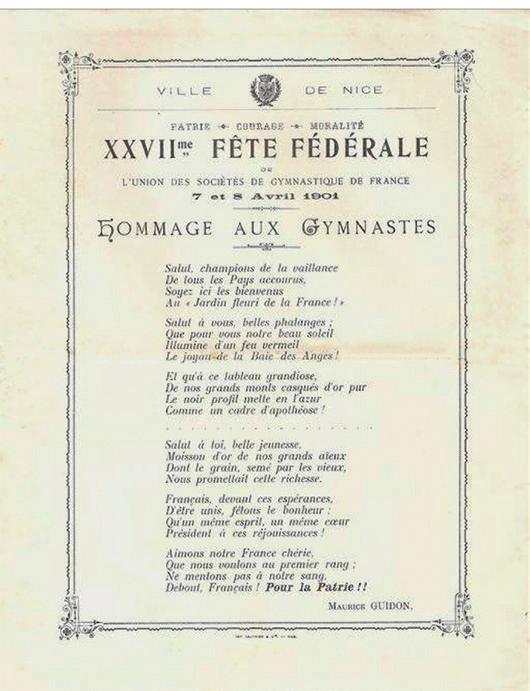 VILLE DE NICE
PATRIE COURAGE MORALITÉ
XXVIIme FÊTE FÉDÉRALE
DE
L'UNION DES SOCIÉTÉS DE GYMNASTIQUE DE FRANCE
7 et 8 Avril 1901
HOMMAGE AUX GYMNASTES
Salut, champions de la vaillance
De tous les Pays accourus,
Soyez ici les bienvenus
Au « Jardin fleuri de la France ! »
Salut à vous, belles phalanges ;
Que pour vous notre beau soleil
Illumine d'un feu vermeil
Le joyau de la Baie des Anges !
Et qu'à ce tableau grandiose,
De nos grands monts casqués d'or pur
Le noir profil mette en l'azur
Comme un cadre d'apothéose !
. . . . . . . . . . . . . . . . .
Salut à toi, belle jeunesse,
Moisson d'or de nos grands aïeux
Dont le grain, semé par les vieux,
Nous promettait cette richesse.
Français, devant ces espérances,
D'être unis, fêtons le bonheur ;
Qu'un même esprit, un même cœur
Président à ces réjouissances !
Aimons notre France chérie,
Que nous voulons au premier rang ;
Ne mentons pas à notre sang,
Debout, Français ! Pour la Patrie !!
MAURICE GUIDON.